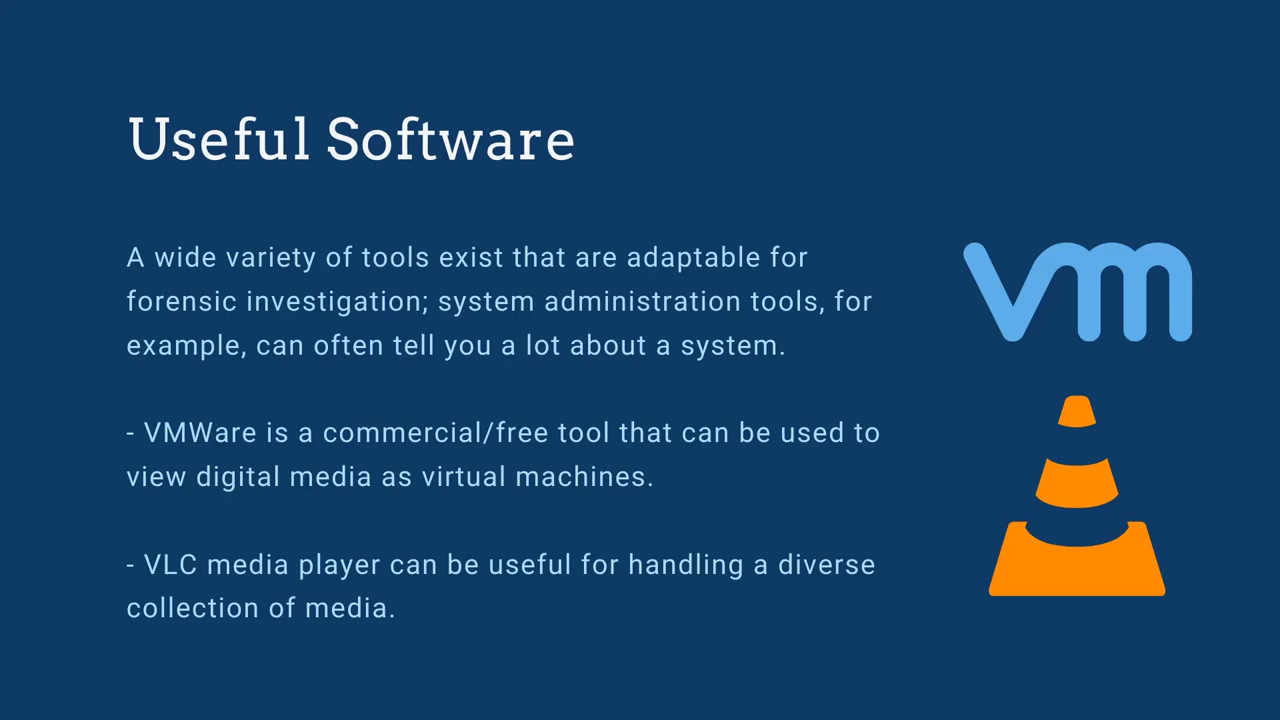 Useful Software
A wide variety of tools exist that are adaptable for
forensic investigation; system administration tools, for
example, can often tell you a lot about a system.
- VMWare is a commercial/free tool that can be used to
view digital media as virtual machines.
- VLC media player can be useful for handling a diverse
collection of media.
vm